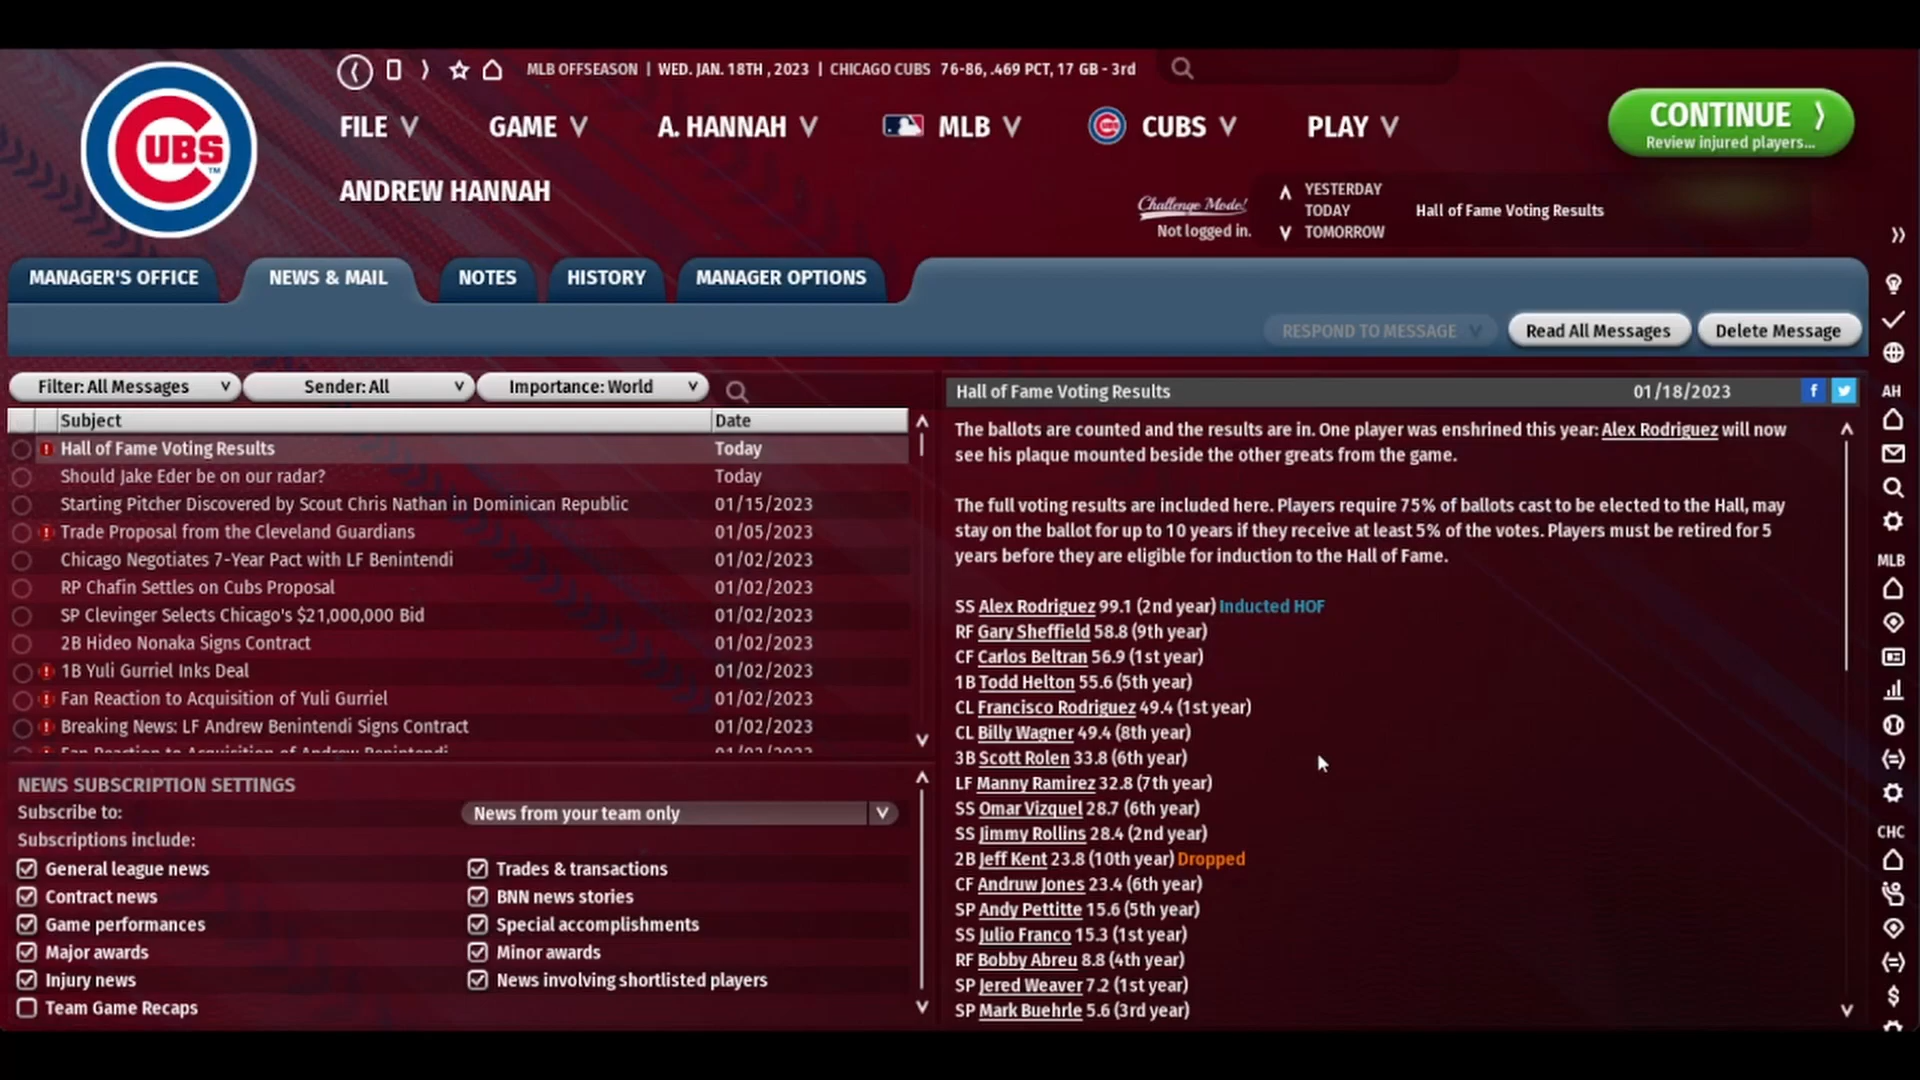 MLB OFFSEASON | WED. JAN. 18TH , 2023 | CHICAGO CUBS 76-86, .469 PCT, 17 GB - 3rd
CUBS
TM
FILE
GAME
A. HANNAH
MLB
CUBS
PLAY
CONTINUE
Review injured players...
ANDREW HANNAH
Challenge Mode!
Not logged in.
YESTERDAY
TODAY
TOMORROW
Hall of Fame Voting Results
MANAGER'S OFFICE
NEWS & MAIL
NOTES
HISTORY
MANAGER OPTIONS
RESPOND TO MESSAGE
Read All Messages
Delete Message
Filter: All Messages
Sender: All
Importance: World
Subject Date
Hall of Fame Voting Results Today
Should Jake Eder be on our radar? Today
Starting Pitcher Discovered by Scout Chris Nathan in Dominican Republic 01/15/2023
Trade Proposal from the Cleveland Guardians 01/05/2023
Chicago Negotiates 7-Year Pact with LF Benintendi 01/02/2023
RP Chafin Settles on Cubs Proposal 01/02/2023
SP Clevinger Selects Chicago's $21,000,000 Bid 01/02/2023
2B Hideo Nonaka Signs Contract 01/02/2023
1B Yuli Gurriel Inks Deal 01/02/2023
Fan Reaction to Acquisition of Yuli Gurriel 01/02/2023
Breaking News: LF Andrew Benintendi Signs Contract 01/02/2023
Fan Reaction to Acquisition of Andrew Benintendi 01/02/2023
NEWS SUBSCRIPTION SETTINGS
Subscribe to: News from your team only
Subscriptions include:
General league news
Trades & transactions
Contract news
BNN news stories
Game performances
Special accomplishments
Major awards
Minor awards
Injury news
News involving shortlisted players
Team Game Recaps
Hall of Fame Voting Results 01/18/2023
The ballots are counted and the results are in. One player was enshrined this year: Alex Rodriguez will now
see his plaque mounted beside the other greats from the game.
The full voting results are included here. Players require 75% of ballots cast to be elected to the Hall, may
stay on the ballot for up to 10 years if they receive at least 5% of the votes. Players must be retired for 5
years before they are eligible for induction to the Hall of Fame.
SS Alex Rodriguez 99.1 (2nd year) Inducted HOF
RF Gary Sheffield 58.8 (9th year)
CF Carlos Beltran 56.9 (1st year)
1B Todd Helton 55.6 (5th year)
CL Francisco Rodriguez 49.4 (1st year)
CL Billy Wagner 49.4 (8th year)
3B Scott Rolen 33.8 (6th year)
LF Manny Ramirez 32.8 (7th year)
SS Omar Vizquel 28.7 (6th year)
SS Jimmy Rollins 28.4 (2nd year)
2B Jeff Kent 23.8 (10th year) Dropped
CF Andruw Jones 23.4 (6th year)
SP Andy Pettitte 15.6 (5th year)
SS Julio Franco 15.3 (1st year)
RF Bobby Abreu 8.8 (4th year)
SP Jered Weaver 7.2 (1st year)
SP Mark Buehrle 5.6 (3rd year)
AH
MLB
CHC